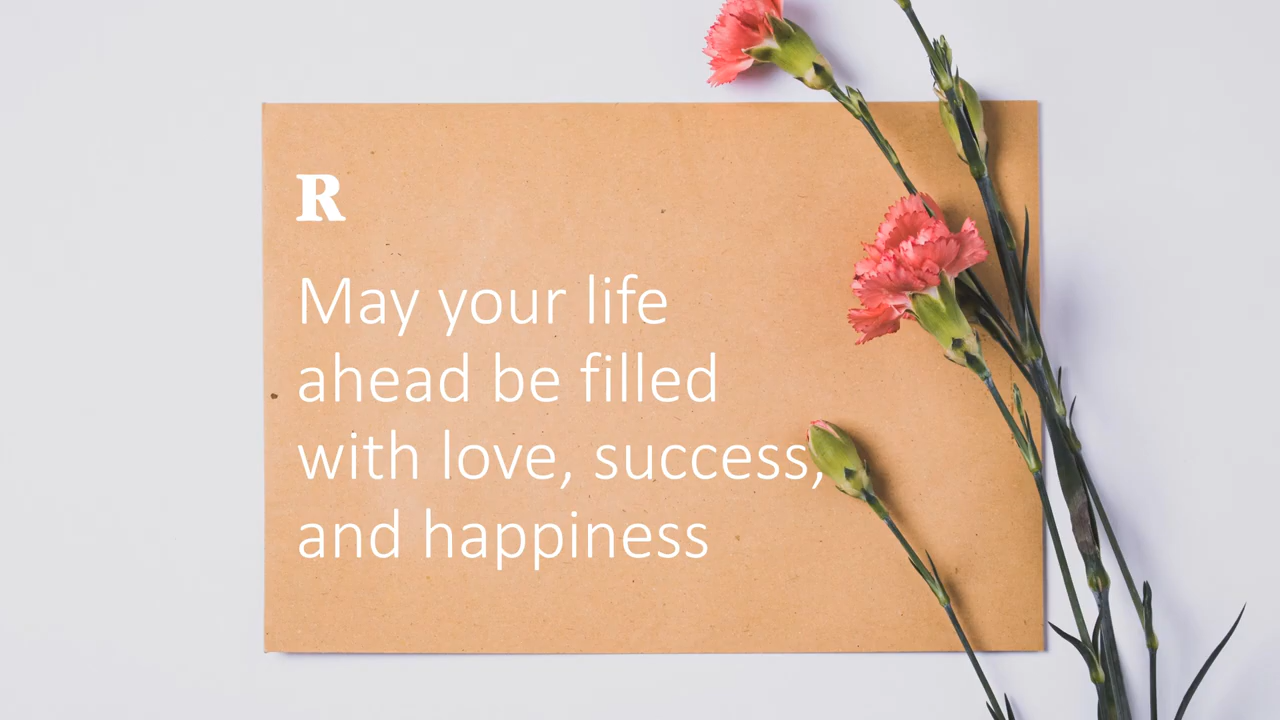 R
May your life
ahead be filled
with love, success,
and happiness